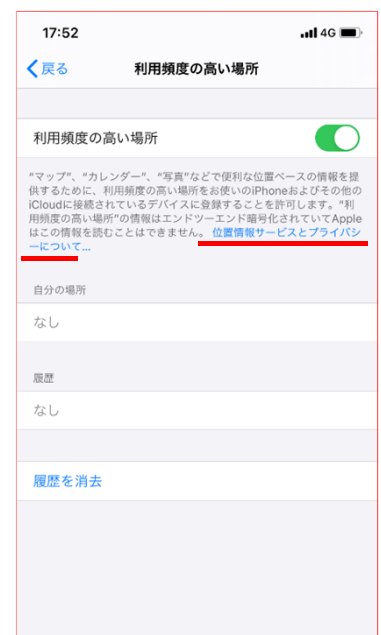 17:52
4G
戻る
利用頻度の高い場所
利用頻度の高い場所
“マップ”、“カレンダー”、“写真”などで便利な位置ベースの情報を提
供するために、利用頻度の高い場所をお使いのiPhoneおよびその他の
iCloudに接続されているデバイスに登録することを許可します。“利
用頻度の高い場所”の情報はエンドツーエンド暗号化されていてApple
はこの情報を読むことはできません。位置情報サービスとプライバシ
ーについて...
自分の場所
なし
履歴
なし
履歴を消去